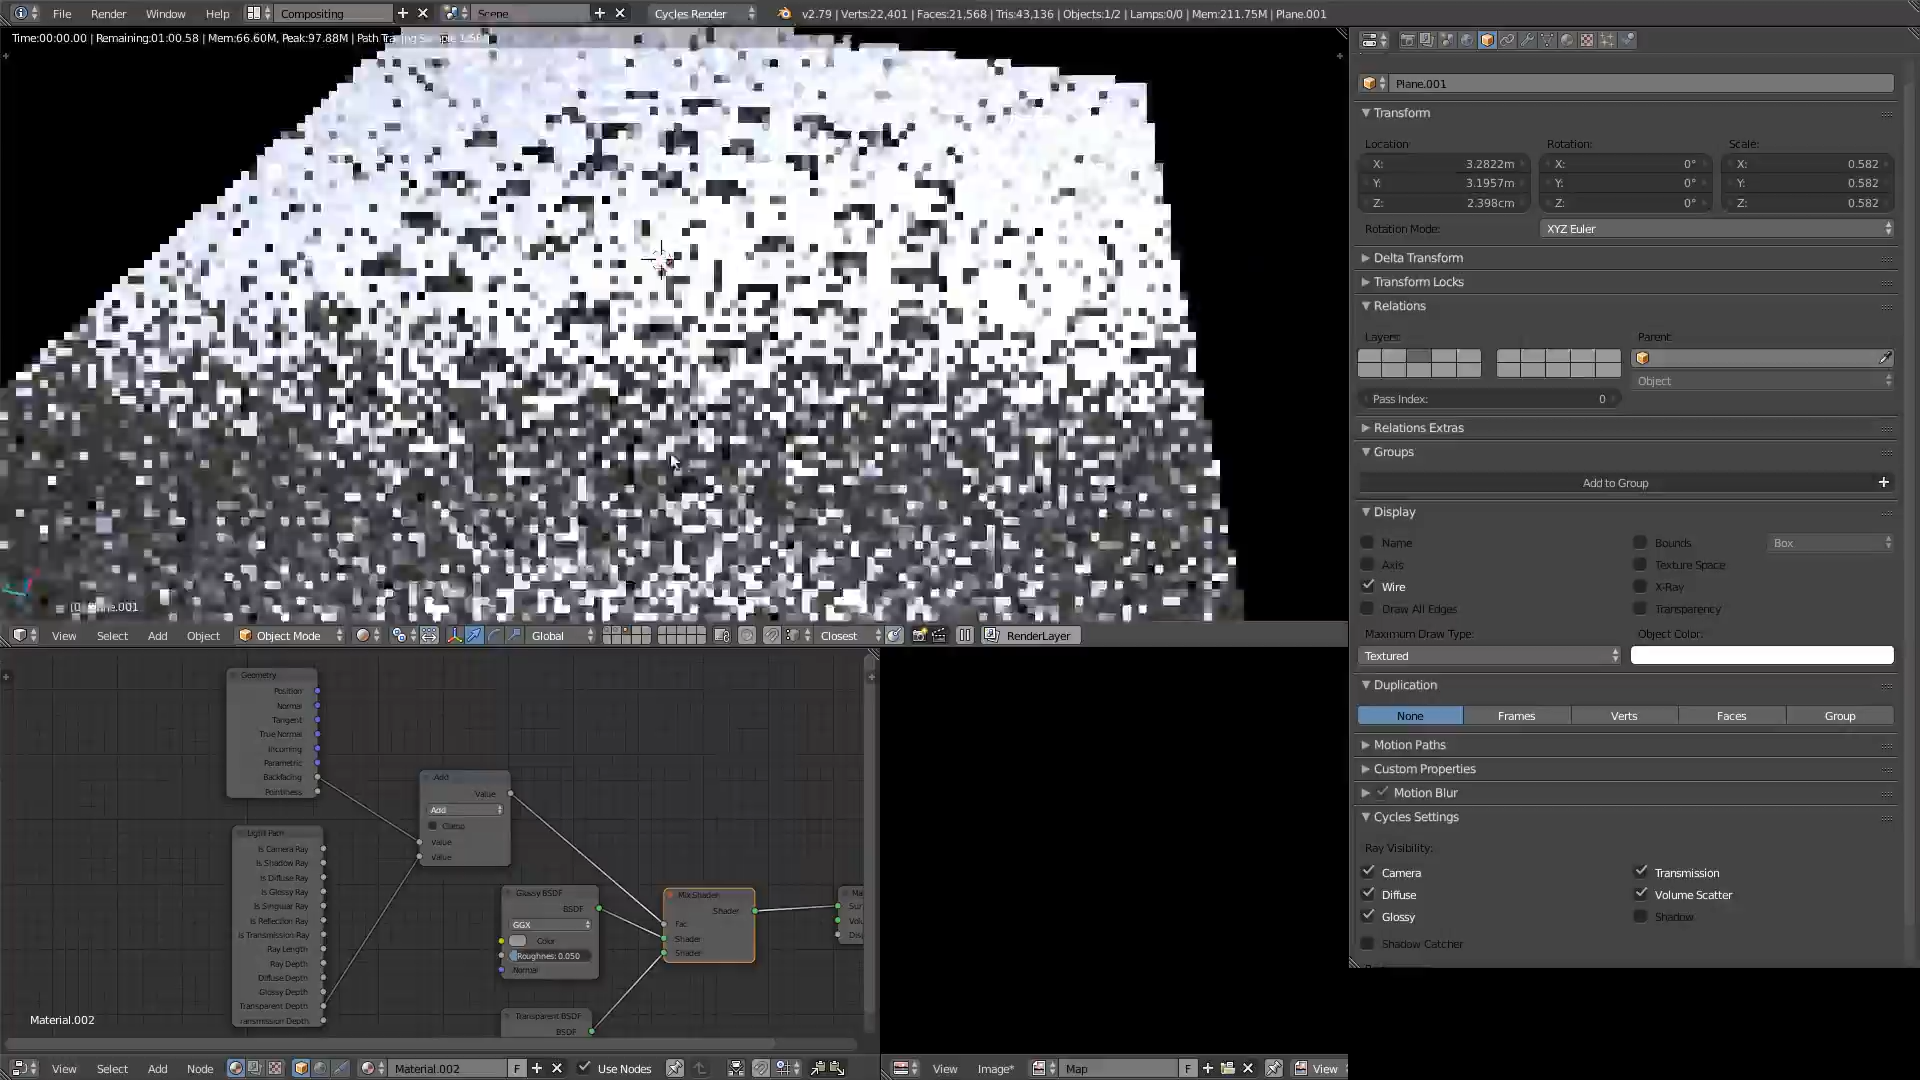 File Render Window Help Compositing Scene Cycles Render v2.79 | Verts:22,401 | Faces:21,568 | Tris:43,136 | Objects:1/2 | Lamps:0/0 | Mem:211.75M | Plane.001
Time:00:00.00 | Remaining:01:00.58 | Mem:66.60M, Peak:97.88M | Path Tracing Sample
Plane.001
Transform
Location: Rotation: Scale:
X: 3.2822m X: 0° X: 0.582
Y: 3.1957m Y: 0° Y: 0.582
Z: 2.398cm Z: 0° Z: 0.582
Rotation Mode: XYZ Euler
Delta Transform
Transform Locks
Relations
Layers: Parent:
Object
Pass Index: 0
Relations Extras
Groups
Add to Group
Display
Name Bounds Box
Axis Texture Space
Wire X-Ray
Draw All Edges Transparency
Maximum Draw Type: Object Color:
Textured
Duplication
None Frames Verts Faces Group
Motion Paths
Custom Properties
Motion Blur
Cycles Settings
Ray Visibility:
Camera Transmission
Diffuse Volume Scatter
Glossy Shadow
Shadow Catcher
View Select Add Object Object Mode Global Closest RenderLayer
Geometry
Position
Normal
Tangent
True Normal
Incoming
Parametric
Backfacing
Pointiness
Light Path
Is Camera Ray
Is Shadow Ray
Is Diffuse Ray
Is Glossy Ray
Is Singular Ray
Is Reflection Ray
Is Transmission Ray
Ray Length
Ray Depth
Diffuse Depth
Glossy Depth
Transparent Depth
ransmission Depth
Add
Value
Add
Clamp
Value
Value
Glossy BSDF
BSDF
GGX
Color
Roughnes: 0.050
Normal
Transparent BSDF
BSDF
Mix Shader
Shader
Fac
Shader
Shader
Ma
Sur
Volu
Disp
Material.002
View Select Add Node Material.002 F Use Nodes
View Image* Map F View